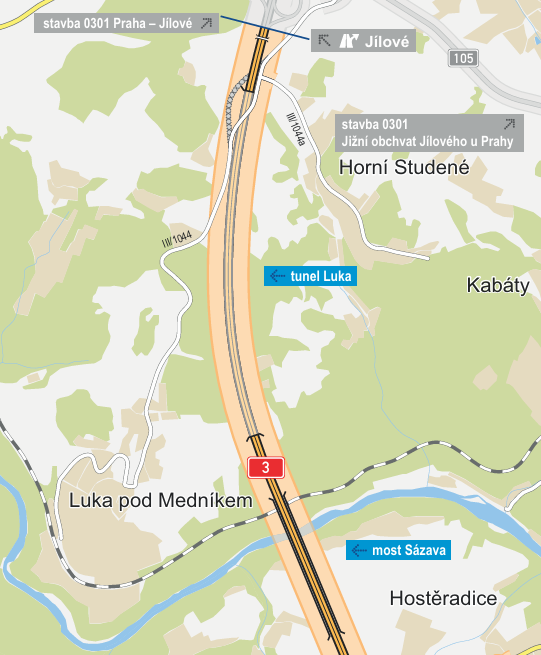 stavba 0301 Praha – Jílové
Jílové
105
III/1044a
stavba 0301
Jižní obchvat Jílového u Prahy
Horní Studené
III/1044
tunel Luka
Kabáty
3
Luka pod Medníkem
most Sázava
Hostěradice